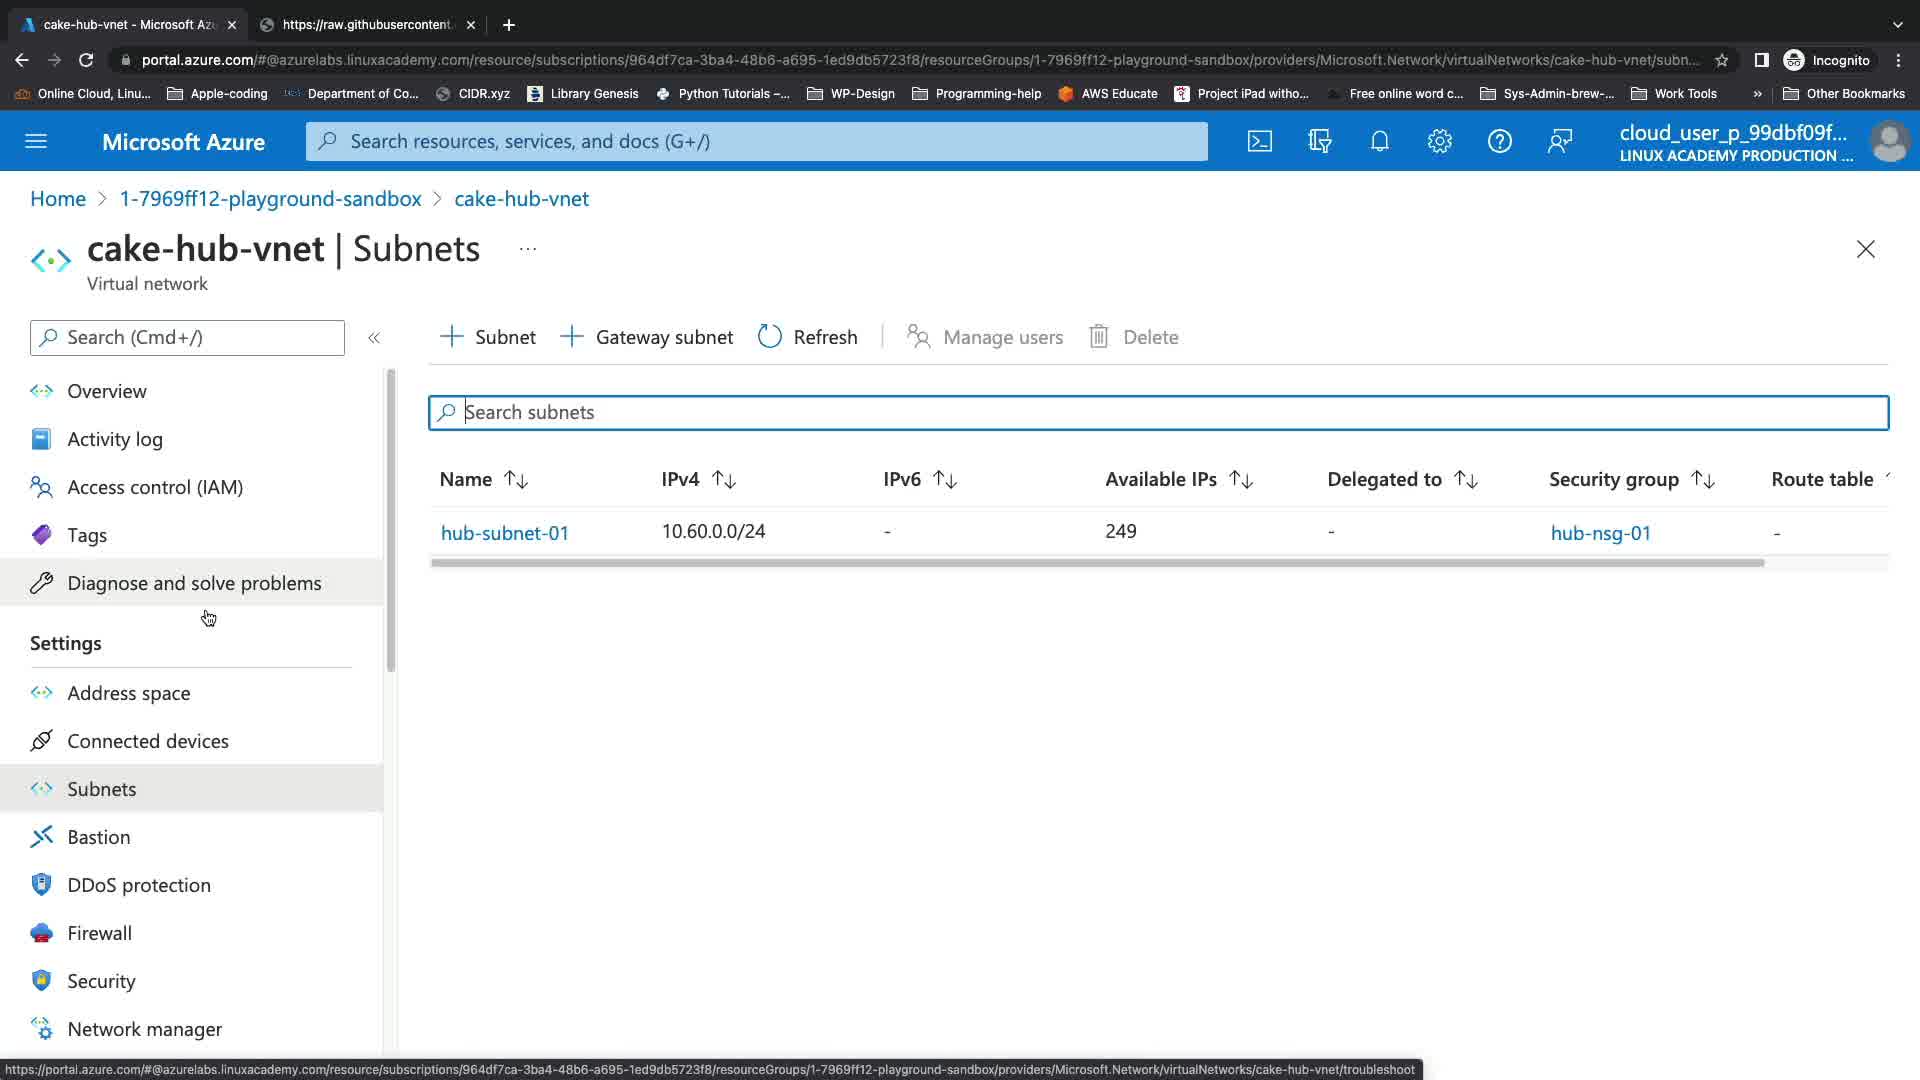 cake-hub-vnet - Microsoft Azu
https://raw.githubusercontent.
portal.azure.com/#@azurelabs.linuxacademy.com/resource/subscriptions/964df7ca-3ba4-48b6-a695-1ed9db5723f8/resourceGroups/1-7969ff12-playground-sandbox/providers/Microsoft.Network/virtualNetworks/cake-hub-vnet/subn...
Incognito
Online Cloud, Linu...
Apple-coding
Department of Co...
CIDR.xyz
Library Genesis
Python Tutorials –...
WP-Design
Programming-help
AWS Educate
Project iPad witho...
Free online word c...
Sys-Admin-brew-...
Work Tools
»
Other Bookmarks
Microsoft Azure
Search resources, services, and docs (G+/)
cloud_user_p_99dbf09f...
LINUX ACADEMY PRODUCTION ...
Home > 1-7969ff12-playground-sandbox > cake-hub-vnet
cake-hub-vnet | Subnets ...
Virtual network
Search (Cmd+/)
«
+ Subnet
+ Gateway subnet
Refresh
Manage users
Delete
Overview
Activity log
Access control (IAM)
Tags
Diagnose and solve problems
Settings
Address space
Connected devices
Subnets
Bastion
DDoS protection
Firewall
Security
Network manager
Search subnets
Name ↑↓ IPv4 ↑↓ IPv6 ↑↓ Available IPs ↑↓ Delegated to ↑↓ Security group ↑↓ Route table
hub-subnet-01 10.60.0.0/24 - 249 - hub-nsg-01 -
https://portal.azure.com/#@azurelabs.linuxacademy.com/resource/subscriptions/964df7ca-3ba4-48b6-a695-1ed9db5723f8/resourceGroups/1-7969ff12-playground-sandbox/providers/Microsoft.Network/virtualNetworks/cake-hub-vnet/troubleshoot